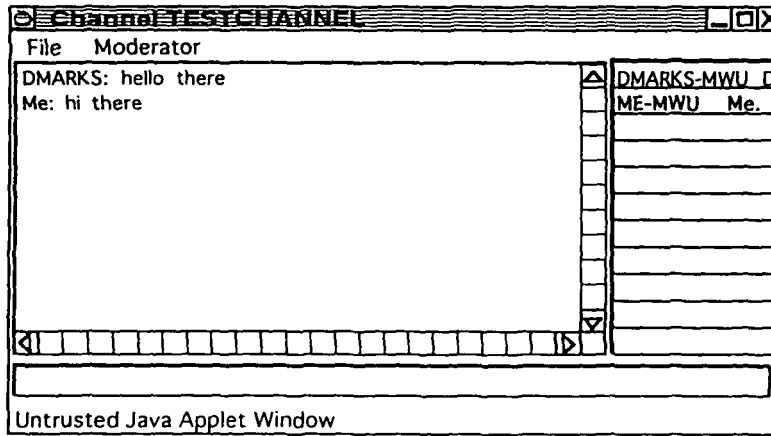 Channel TESTCHANNEL
File Moderator
DMARKS: hello there
Me: hi there
DMARKS-MWU D
ME-MWU Me.
Untrusted Java Applet Window